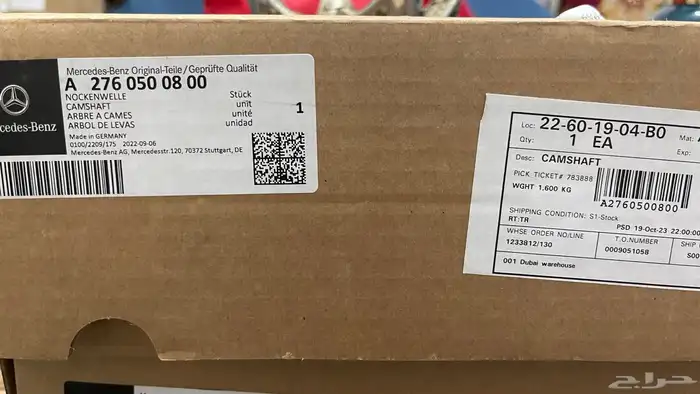 Mercedes-Benz Original-Teile/Geprüfte Qualität
A 276 050 08 00
NOCKENWELLE Stück
CAMSHAFT unit 1
ARBRE A CAMES unité
ARBOL DE LEVAS unidad
Made in GERMANY
0100/2209/175 2022-09-06
Mercedes-Benz AG, Mercedesstr.120, 70372 Stuttgart, DE
cedes-Benz
Loc: 22-60-19-04-B0 Mat:
Qty: 1 EA Exp:
Desc: CAMSHAFT
PICK TICKET# 783888
WGHT 1,600 KG
A2760500800
SHIPPING CONDITION: S1-Stock
RT:TR PSD 19-Oct-23 22:00:00
WHSE ORDER NO/LINE T.O.NUMBER SHIP
1233812/130 0009051058 S00
001 Dubai warehouse
حراج